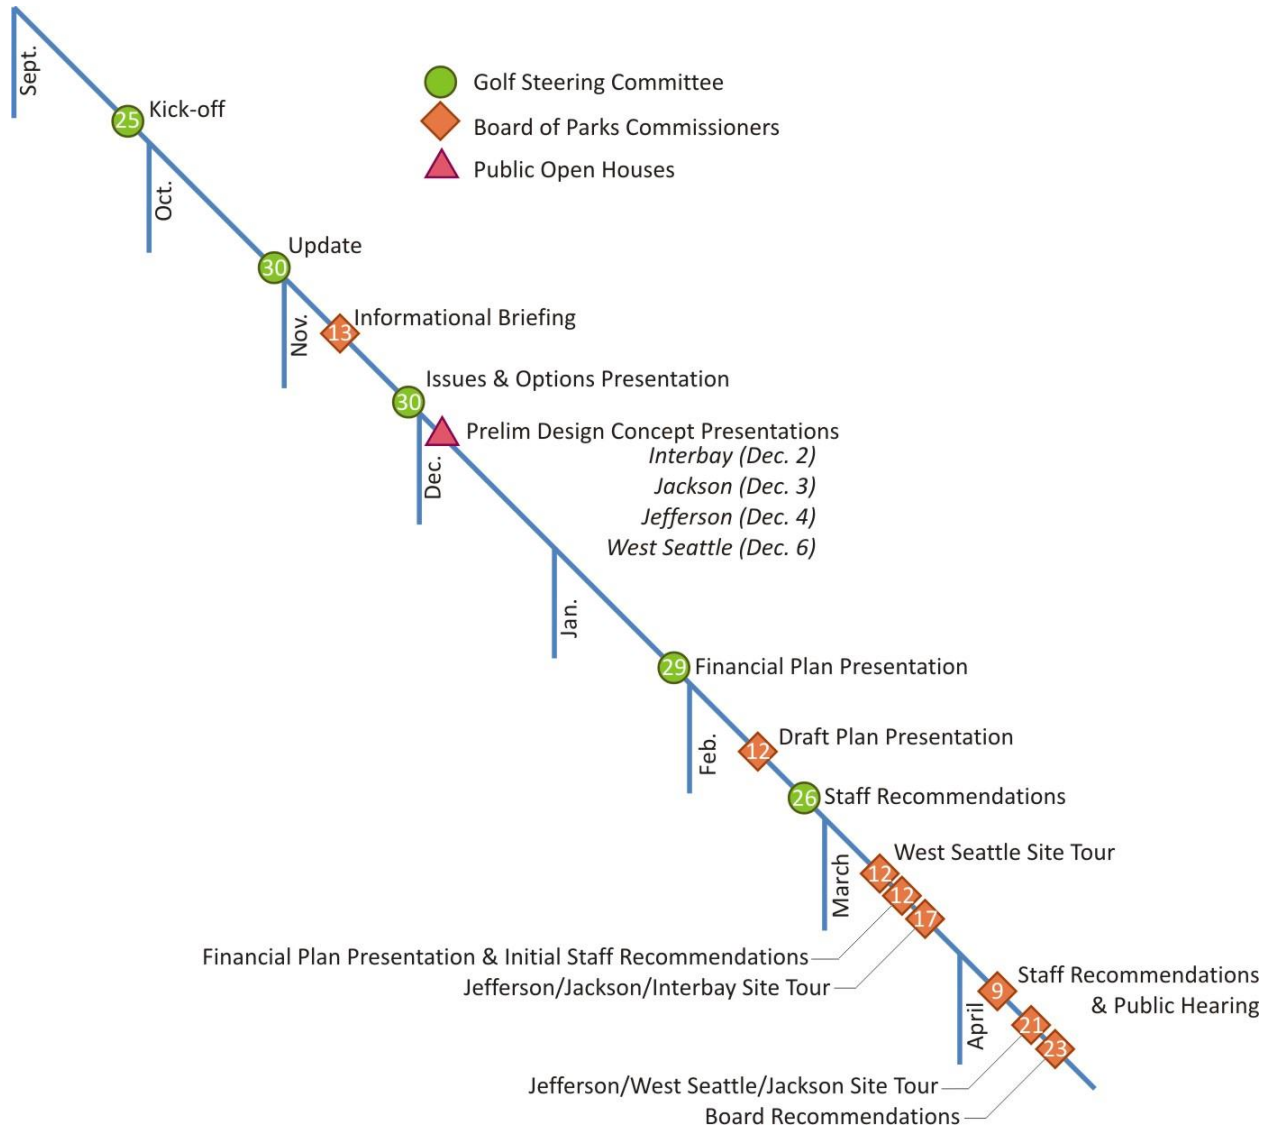 Sept.
25 Kick-off
Golf Steering Committee
Board of Parks Commissioners
Public Open Houses
Oct.
30 Update
Nov.
13 Informational Briefing
30 Issues & Options Presentation
Dec.
Prelim Design Concept Presentations
Interbay (Dec. 2)
Jackson (Dec. 3)
Jefferson (Dec. 4)
West Seattle (Dec. 6)
Jan.
29 Financial Plan Presentation
Feb.
12 Draft Plan Presentation
26 Staff Recommendations
March
12 West Seattle Site Tour
12
17
Financial Plan Presentation & Initial Staff Recommendations
Jefferson/Jackson/Interbay Site Tour
April
9 Staff Recommendations
& Public Hearing
21
23
Jefferson/West Seattle/Jackson Site Tour
Board Recommendations